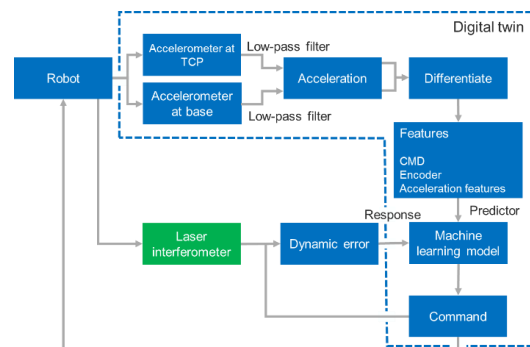 Digital twin
Robot
Accelerometer at
TCP
Low-pass filter
Accelerometer
at base
Low-pass filter
Acceleration
Differentiate
Features
CMD
Encoder
Acceleration features
Predictor
Response
Laser
interferometer
Dynamic error
Machine
learning model
Command